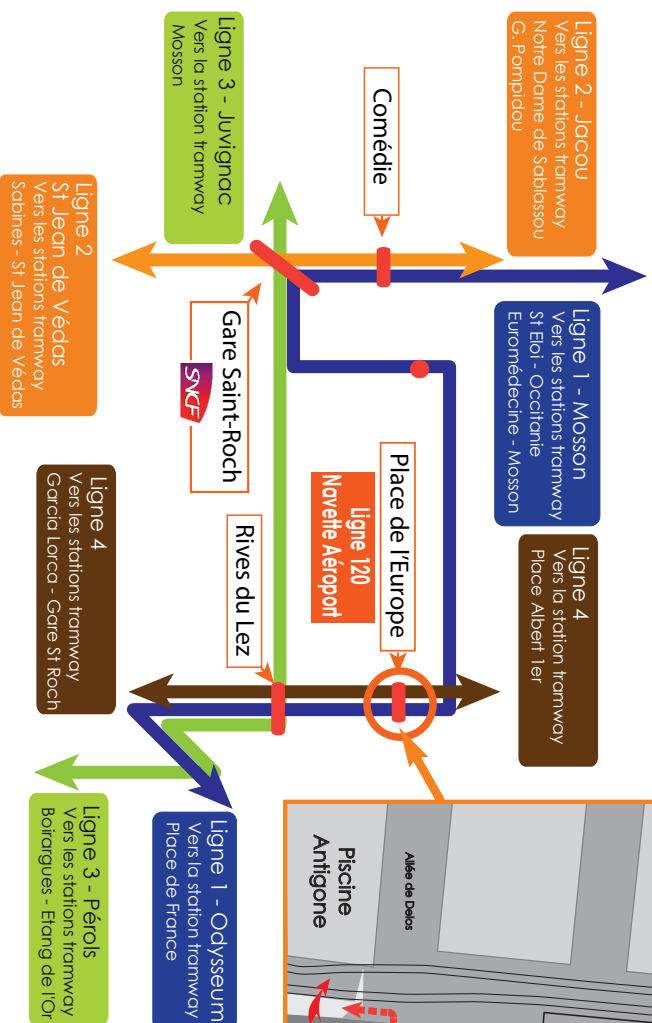 Ligne 2 - Jacou
Vers les stations tramway
Notre Dame de Sablassou
G. Pompidou
Ligne 1 - Mosson
Vers les stations tramway
St Eloi - Occitanie
Euromédecine - Mosson
Ligne 4
Vers la station tramway
Place Albert 1er
Comédie
Place de l'Europe
Ligne 120
Navette Aéroport
Allée de Delos
Piscine
Antigone
Ligne 3 - Juvignac
Vers la station tramway
Mosson
Gare Saint-Roch
SNCF
Rives du Lez
Ligne 2
St Jean de Védas
Vers les stations tramway
Sabines - St Jean de Védas
Ligne 4
Vers les stations tramway
Garcia Lorca - Gare St Roch
Ligne 1 - Odysseum
Vers la station tramway
Place de France
Ligne 3 - Pérols
Vers les stations tramway
Boirargues - Etang de l'Or